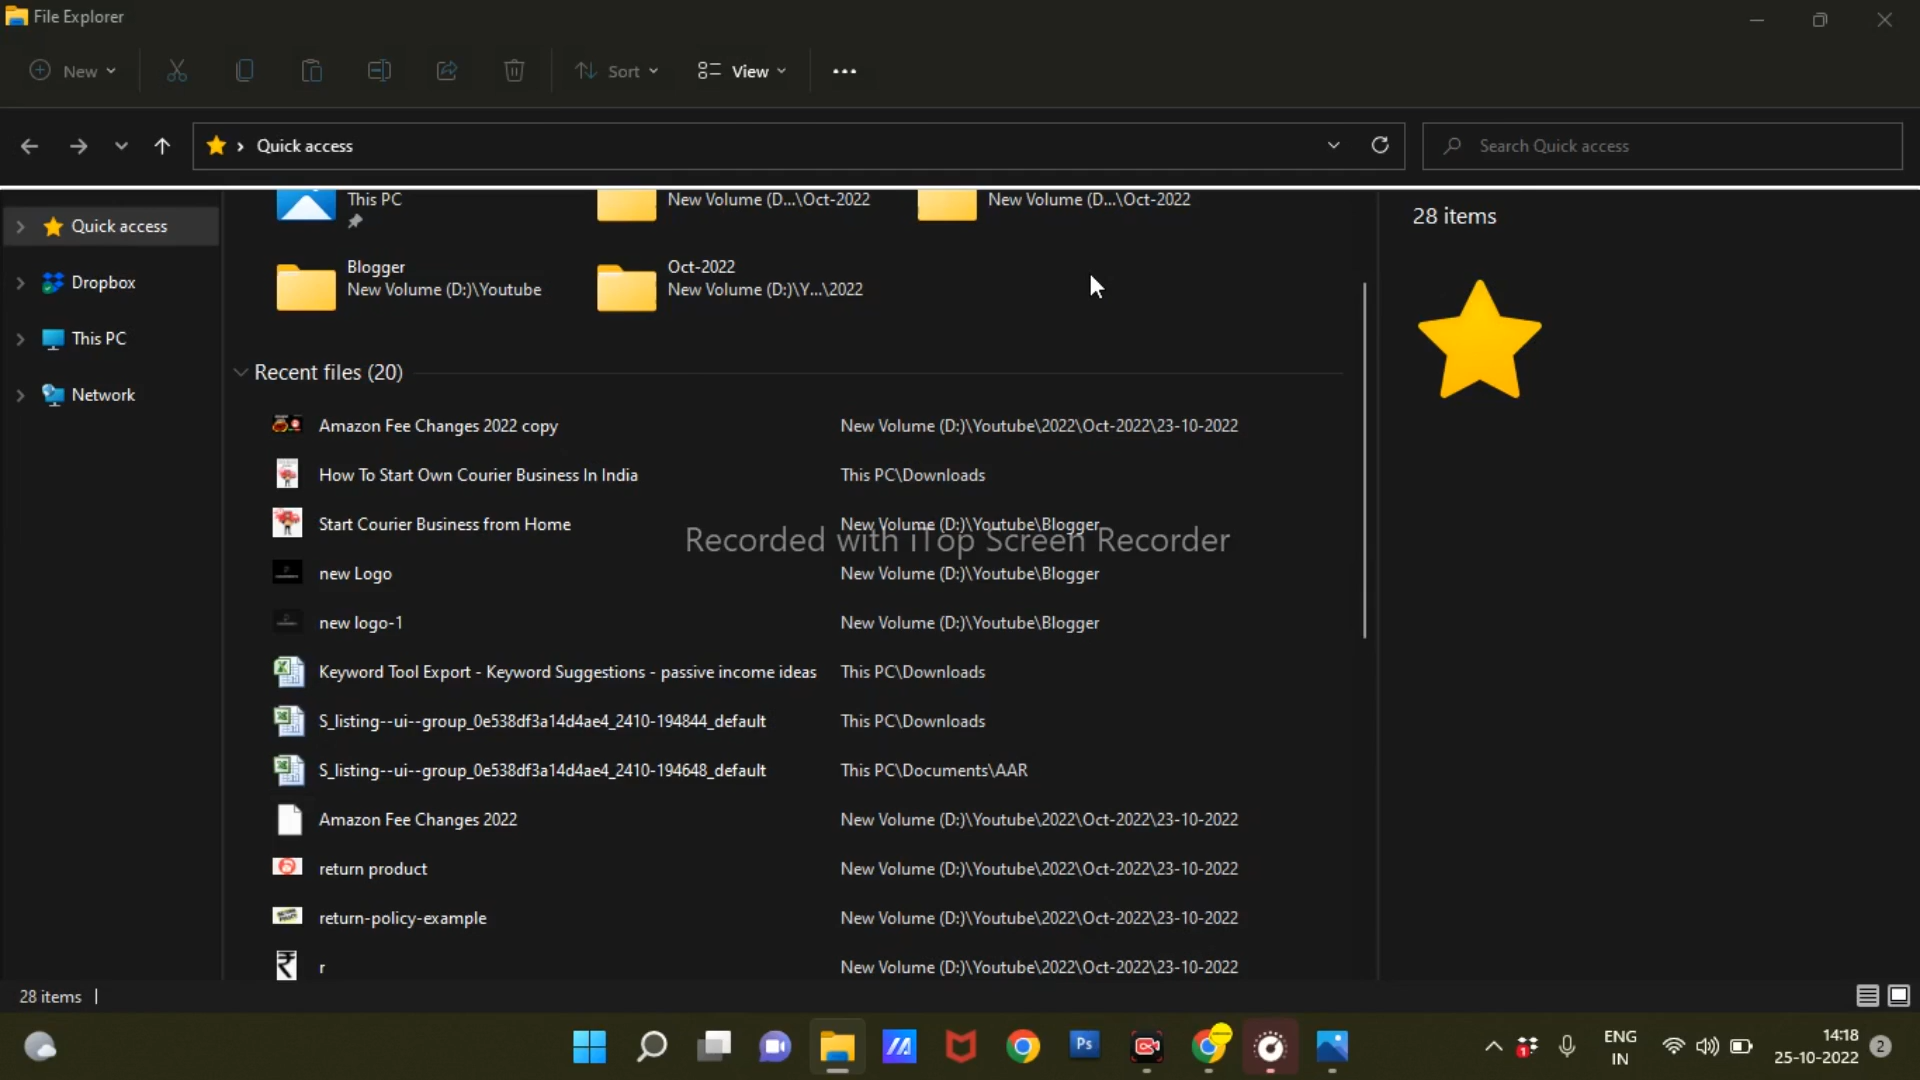 File Explorer
New
Sort
View
Quick access
Search Quick access
Quick access
Dropbox
This PC
Network
This PC
New Volume (D...\Oct-2022
New Volume (D...\Oct-2022
Blogger
New Volume (D:)\Youtube
Oct-2022
New Volume (D:)\Y...\2022
28 items
Recent files (20)
Amazon Fee Changes 2022 copy New Volume (D:)\Youtube\2022\Oct-2022\23-10-2022
How To Start Own Courier Business In India This PC\Downloads
Start Courier Business from Home New Volume (D:)\Youtube\Blogger
Recorded with iTop Screen Recorder
new Logo New Volume (D:)\Youtube\Blogger
new logo-1 New Volume (D:)\Youtube\Blogger
Keyword Tool Export - Keyword Suggestions - passive income ideas This PC\Downloads
S_listing--ui--group_0e538df3a14d4ae4_2410-194844_default This PC\Downloads
S_listing--ui--group_0e538df3a14d4ae4_2410-194648_default This PC\Documents\AAR
Amazon Fee Changes 2022 New Volume (D:)\Youtube\2022\Oct-2022\23-10-2022
return product New Volume (D:)\Youtube\2022\Oct-2022\23-10-2022
return-policy-example New Volume (D:)\Youtube\2022\Oct-2022\23-10-2022
r New Volume (D:)\Youtube\2022\Oct-2022\23-10-2022
28 items
Ps
1
ENG
IN
14:18
25-10-2022
2